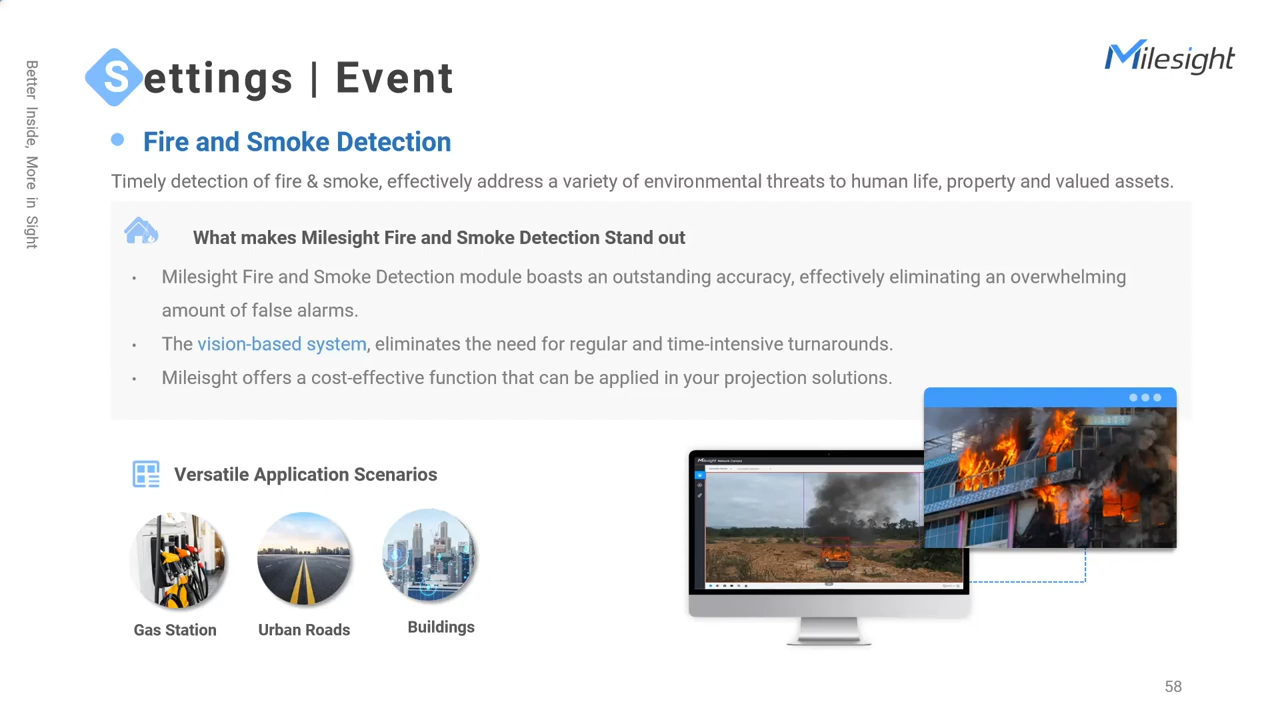 Better Inside, More in Sight
Settings | Event
Milesight
Fire and Smoke Detection
Timely detection of fire & smoke, effectively address a variety of environmental threats to human life, property and valued assets.
What makes Milesight Fire and Smoke Detection Stand out
• Milesight Fire and Smoke Detection module boasts an outstanding accuracy, effectively eliminating an overwhelming
amount of false alarms.
• The vision-based system, eliminates the need for regular and time-intensive turnarounds.
• Mileisght offers a cost-effective function that can be applied in your projection solutions.
Versatile Application Scenarios
Milesight Network Camera
Gas Station
Urban Roads
Buildings
58